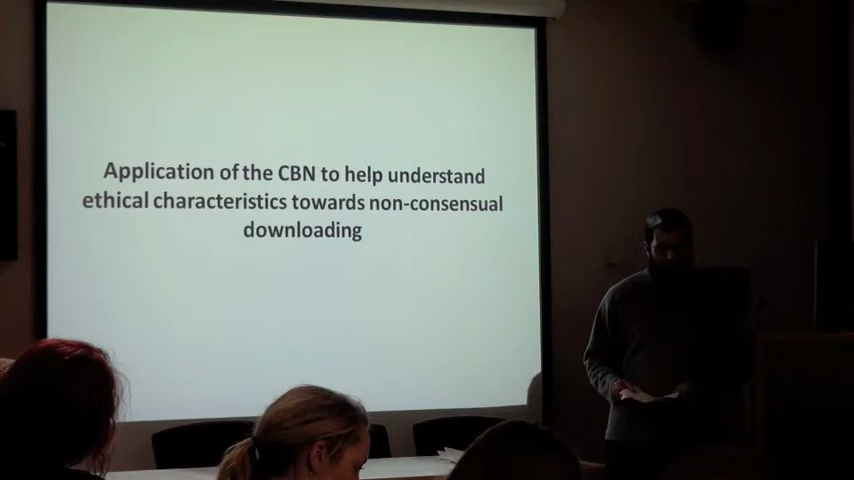 Application of the CBN to help understand
ethical characteristics towards non-consensual
downloading